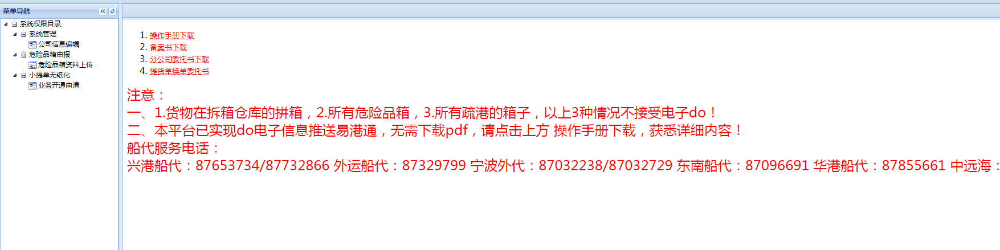 菜单导航
系统权限目录
系统管理
公司信息编辑
危险品箱申报
危险品箱资料上传
小提单无纸化
业务开通申请
1. 操作手册下载
2. 备案书下载
3. 分公司委托书下载
4. 提货单换单委托书
注意：
一、1.货物在拆箱仓库的拼箱，2.所有危险品箱，3.所有疏港的箱子，以上3种情况不接受电子do！
二、本平台已实现do电子信息推送易港通，无需下载pdf，请点击上方 操作手册下载，获悉详细内容！
船代服务电话：
兴港船代：87653734/87732866 外运船代：87329799 宁波外代：87032238/87032729 东南船代：87096691 华港船代：87855661 中远海：